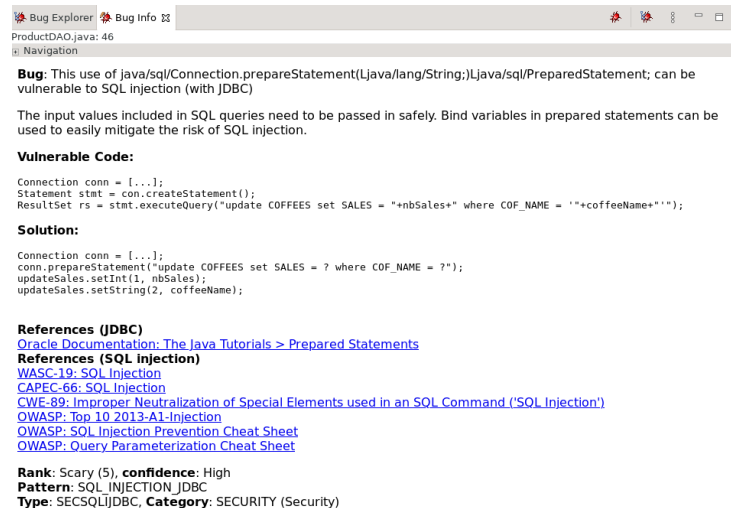 Bug Explorer Bug Info
ProductDAO.java: 46
Navigation
Bug: This use of java/sql/Connection.prepareStatement(Ljava/lang/String;)Ljava/sql/PreparedStatement; can be
vulnerable to SQL injection (with JDBC)
The input values included in SQL queries need to be passed in safely. Bind variables in prepared statements can be
used to easily mitigate the risk of SQL injection.
Vulnerable Code:
Connection conn = [...];
Statement stmt = con.createStatement();
ResultSet rs = stmt.executeQuery("update COFFEES set SALES = "+nbSales+" where COF_NAME = '"+coffeeName+"'");
Solution:
Connection conn = [...];
conn.prepareStatement("update COFFEES set SALES = ? where COF_NAME = ?");
updateSales.setInt(1, nbSales);
updateSales.setString(2, coffeeName);
References (JDBC)
Oracle Documentation: The Java Tutorials > Prepared Statements
References (SQL injection)
WASC-19: SQL Injection
CAPEC-66: SQL Injection
CWE-89: Improper Neutralization of Special Elements used in an SQL Command ('SQL Injection')
OWASP: Top 10 2013-A1-Injection
OWASP: SQL Injection Prevention Cheat Sheet
OWASP: Query Parameterization Cheat Sheet
Rank: Scary (5), confidence: High
Pattern: SQL_INJECTION_JDBC
Type: SECSQLIJDBC, Category: SECURITY (Security)